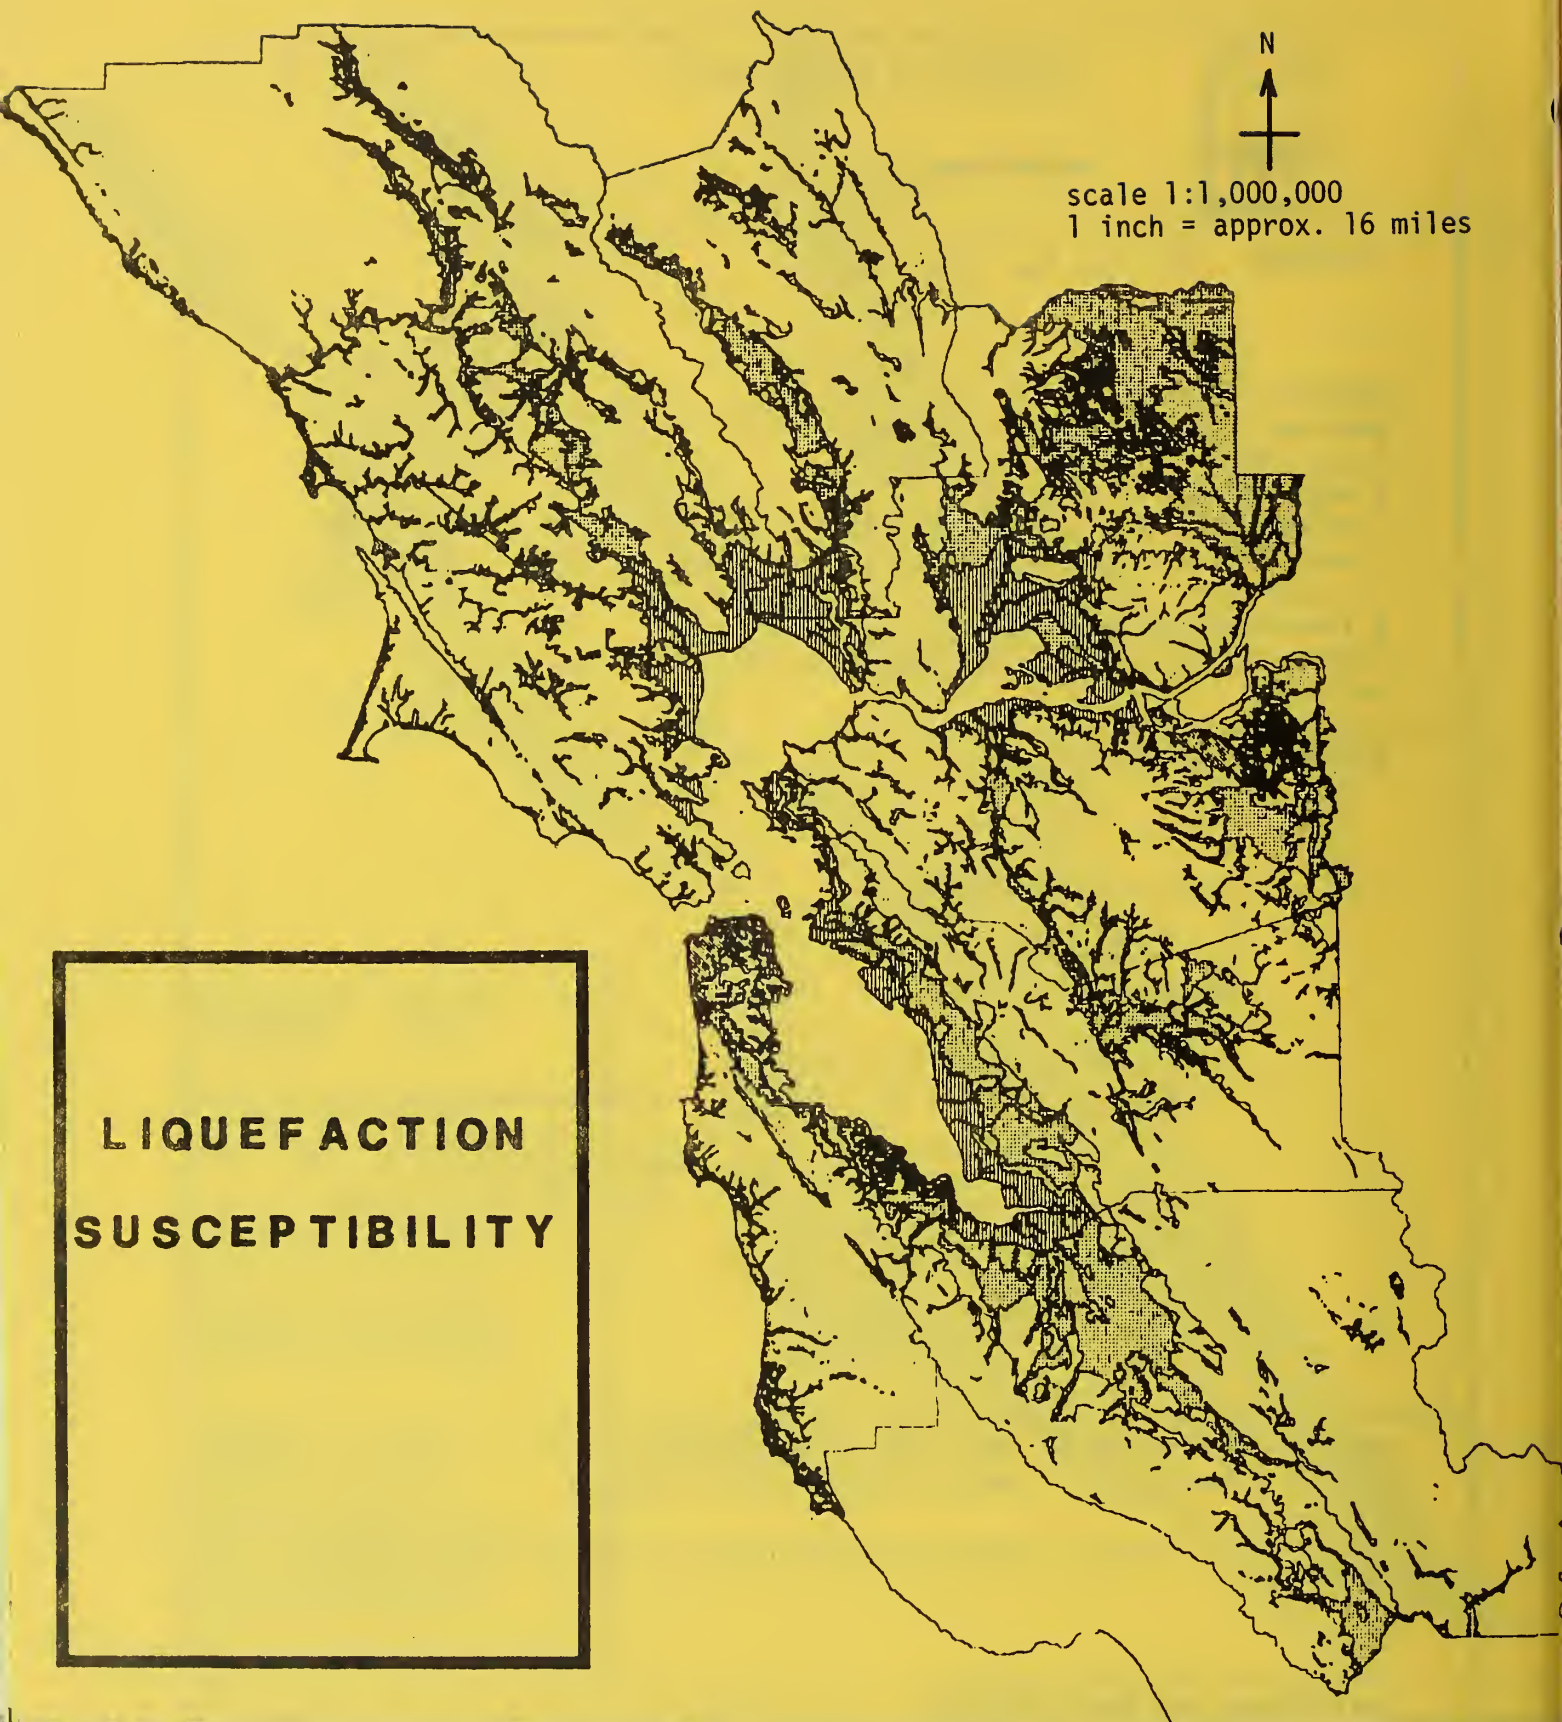 N
scale 1:1,000,000
1 inch = approx. 16 miles
LIQUEFACTION
SUSCEPTIBILITY